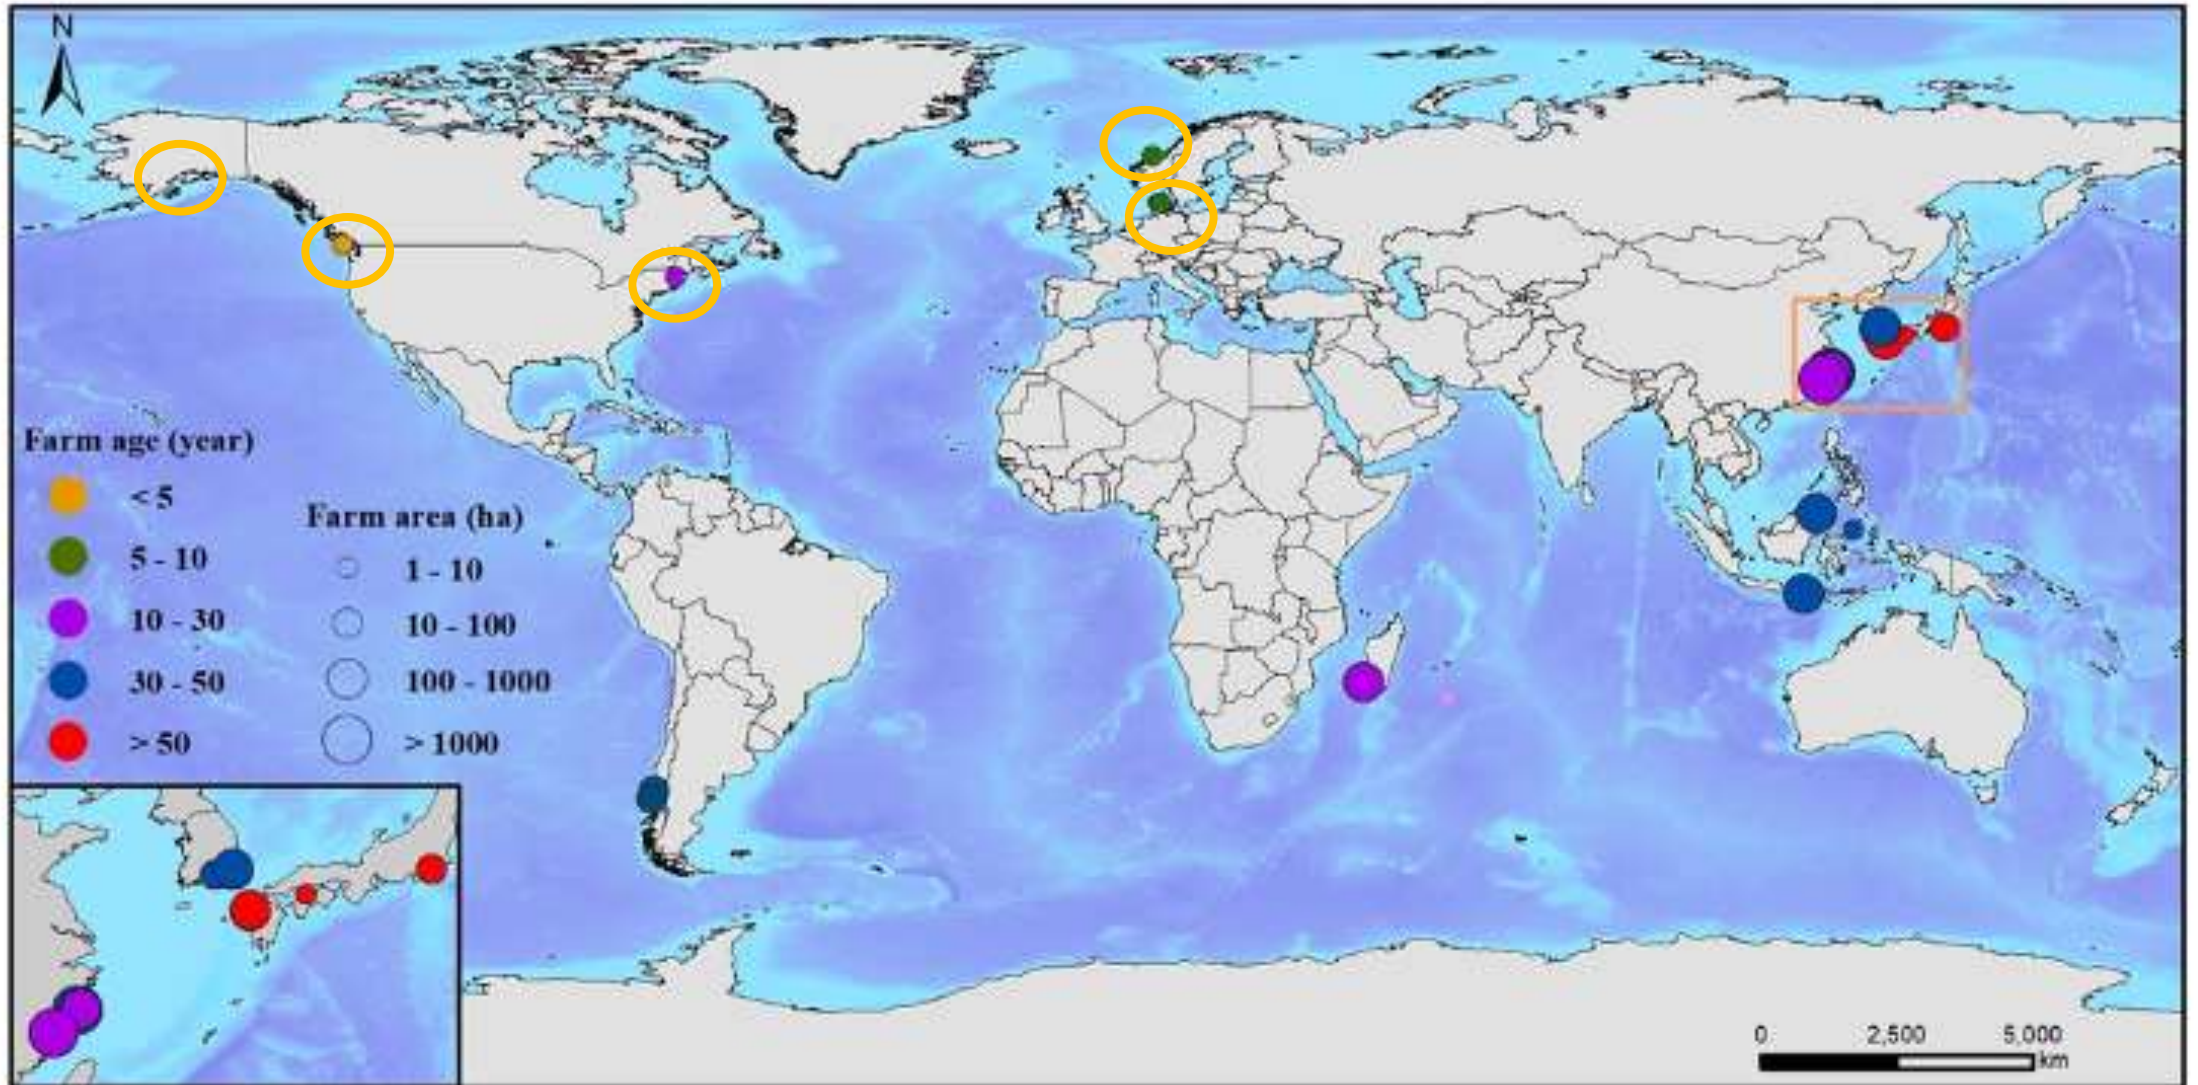 N
Farm age (year)
< 5
5 - 10
10 - 30
30 - 50
> 50
Farm area (ha)
1 - 10
10 - 100
100 - 1000
> 1000
0 2,500 5,000
km